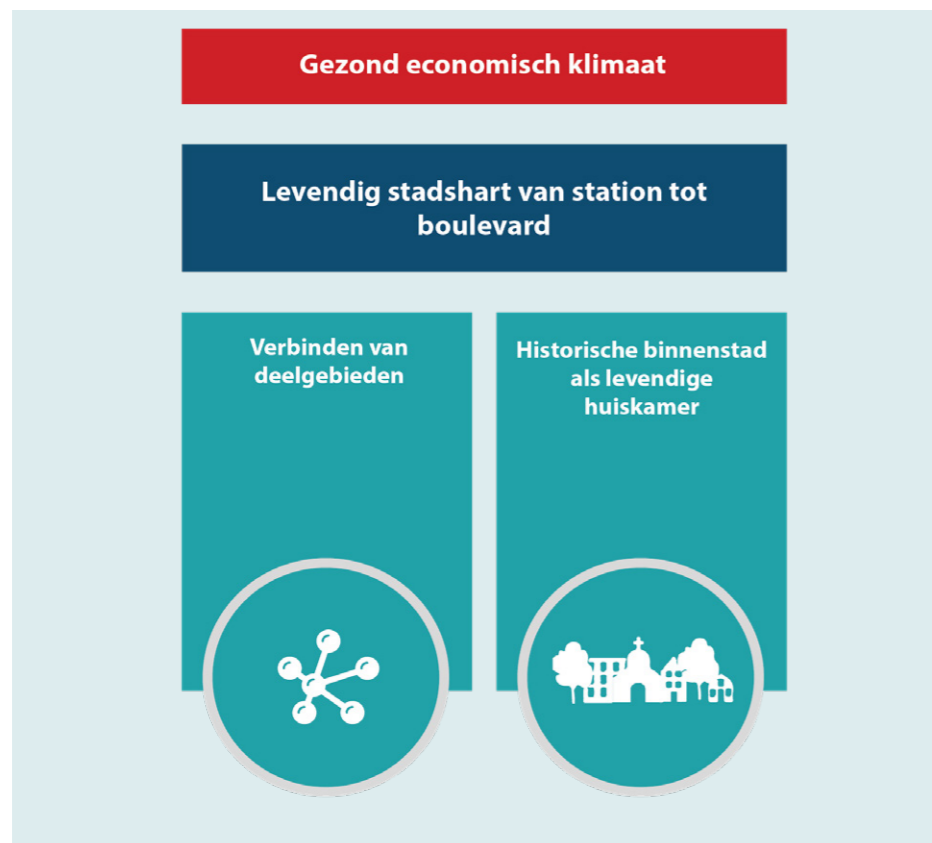 Gezond economisch klimaat
Levendig stadshart van station tot
boulevard
Verbinden van
deelgebieden
Historische binnenstad
als levendige
huiskamer